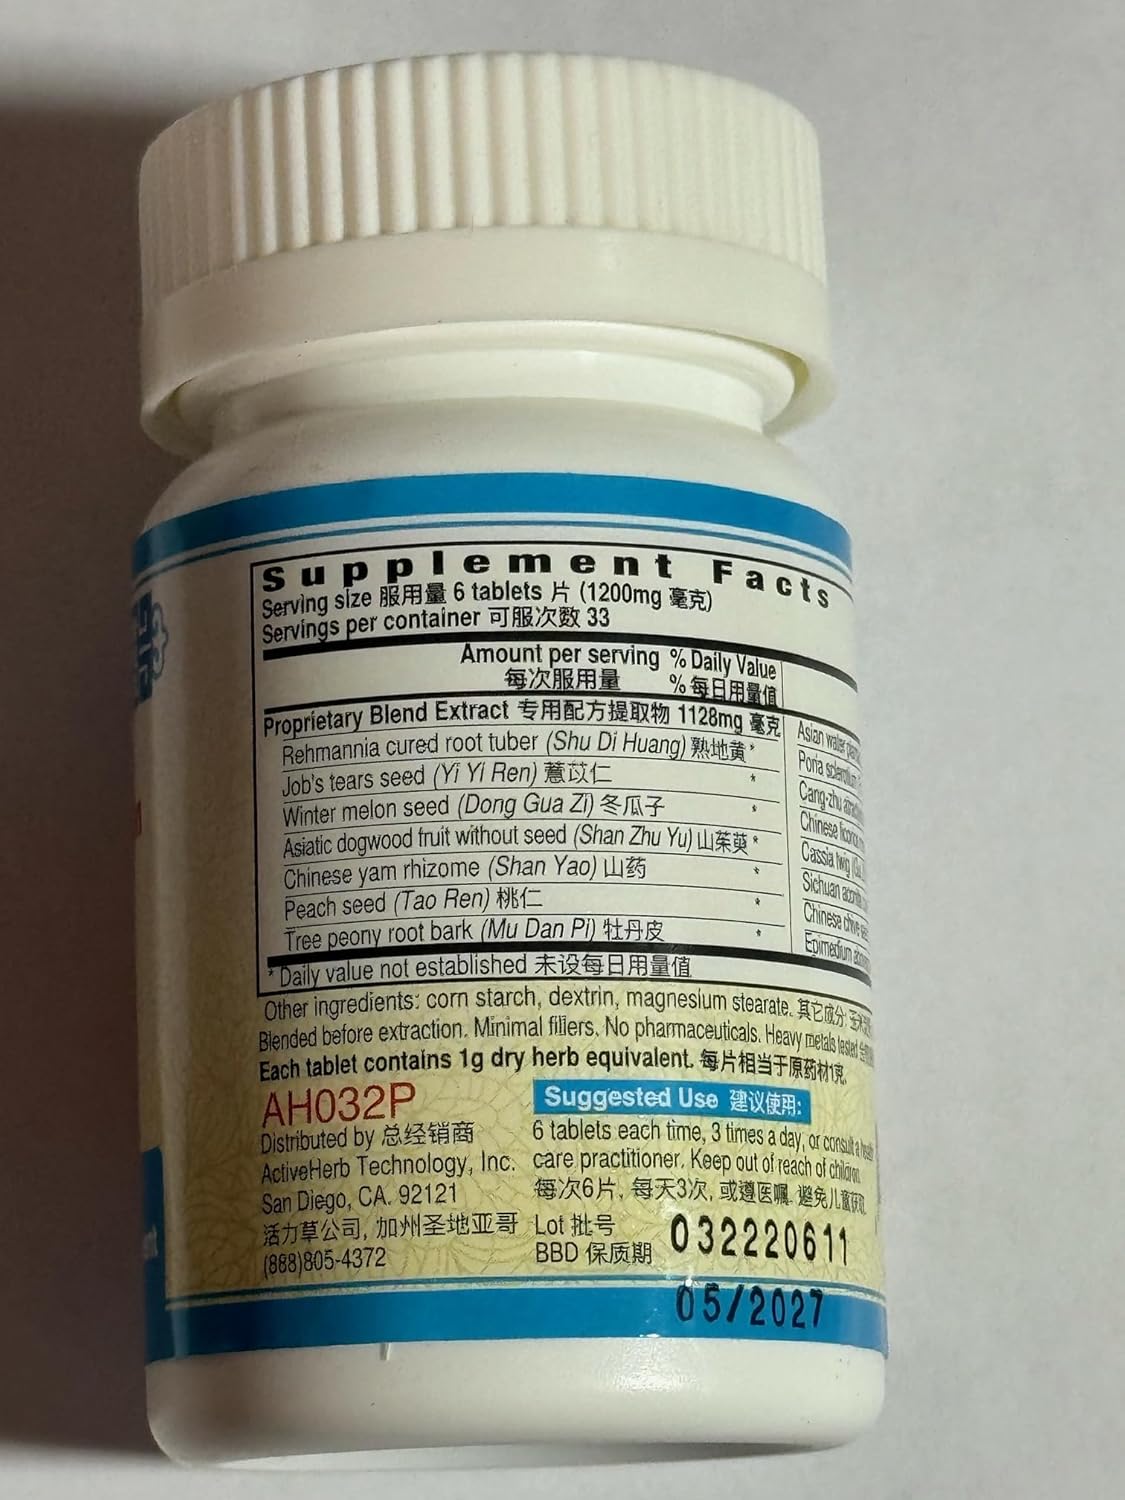 Supplement Facts
Serving size 服用量 6 tablets 片 (1200mg 毫克)
Servings per container 可服次数 33
Amount per serving % Daily Value
每次服用量 % 每日用量值
Proprietary Blend Extract 专用配方提取物 1128mg 毫克
Rehmannia cured root tuber (Shu Di Huang) 熟地黄 *
Job's tears seed (Yi Yi Ren) 薏苡仁 *
Winter melon seed (Dong Gua Zi) 冬瓜子 *
Asiatic dogwood fruit without seed (Shan Zhu Yu) 山茱萸 *
Chinese yam rhizome (Shan Yao) 山药 *
Peach seed (Tao Ren) 桃仁 *
Tree peony root bark (Mu Dan Pi) 牡丹皮 *
Asian water
Poria
Cang-zhu
Chinese
Cassia twig
Sichuan
Chinese chive
Epimedium
* Daily value not established 未设每日用量值
Other ingredients: corn starch, dextrin, magnesium stearate. 其它成分:
Blended before extraction. Minimal fillers. No pharmaceuticals. Heavy metals tested
Each tablet contains 1g dry herb equivalent. 每片相当于原药材1克.
AH032P
Distributed by 总经销商
ActiveHerb Technology, Inc.
San Diego, CA. 92121
活力草公司, 加州圣地亚哥
(888)805-4372
Suggested Use 建议使用:
6 tablets each time, 3 times a day, or consult a
care practitioner. Keep out of reach of children.
每次6片, 每天3次, 或遵医嘱. 避免儿童获取.
Lot 批号 032220611
BBD 保质期 05/2027